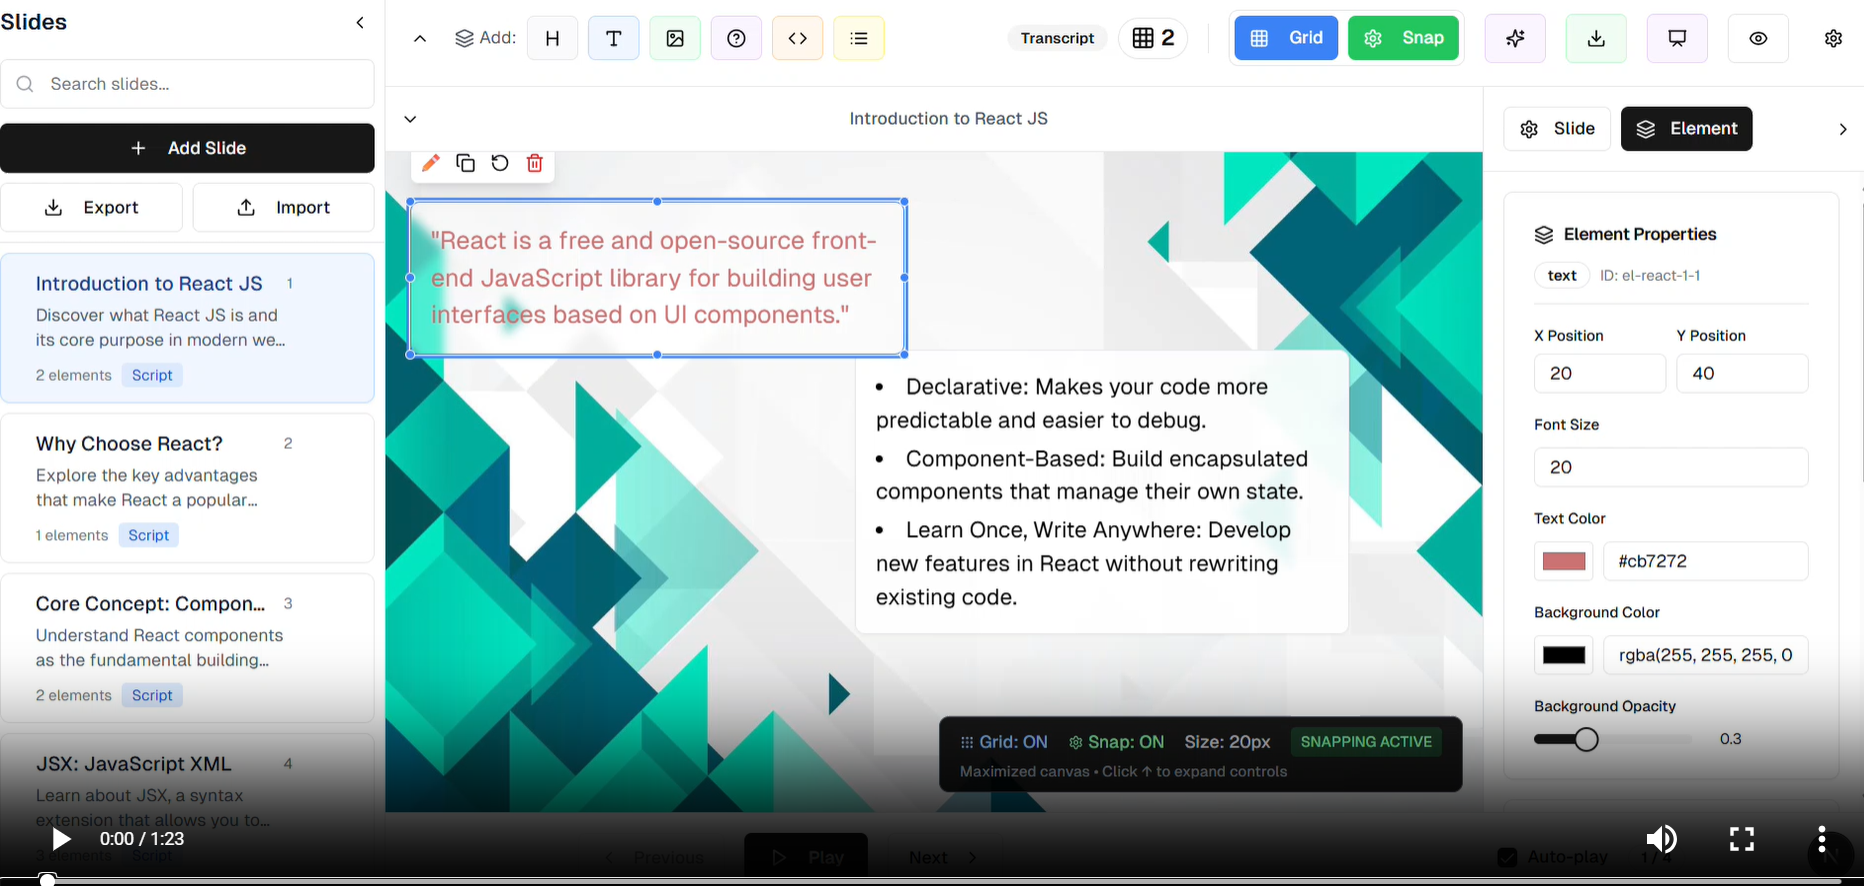 Slides
Search slides...
Add Slide
Export
Import
Introduction to React JS 1
Discover what React JS is and
its core purpose in modern we...
2 elements Script
Why Choose React? 2
Explore the key advantages
that make React a popular...
1 elements Script
Core Concept: Compon... 3
Understand React components
as the fundamental building...
2 elements Script
JSX: JavaScript XML 4
Learn about JSX, a syntax
extension that allows you to...
3 elements Script
0:00 / 1:23
Add: H T
Transcript 2 Grid Snap
Introduction to React JS
"React is a free and open-source front-
end JavaScript library for building user
interfaces based on UI components."
• Declarative: Makes your code more
predictable and easier to debug.
• Component-Based: Build encapsulated
components that manage their own state.
• Learn Once, Write Anywhere: Develop
new features in React without rewriting
existing code.
Grid: ON Snap: ON Size: 20px SNAPPING ACTIVE
Maximized canvas • Click ↑ to expand controls
Previous Play Next
Slide Element
Element Properties
text ID: el-react-1-1
X Position Y Position
20 40
Font Size
20
Text Color
#cb7272
Background Color
rgba(255, 255, 255, 0
Background Opacity
0.3
Auto-play 1 / 4